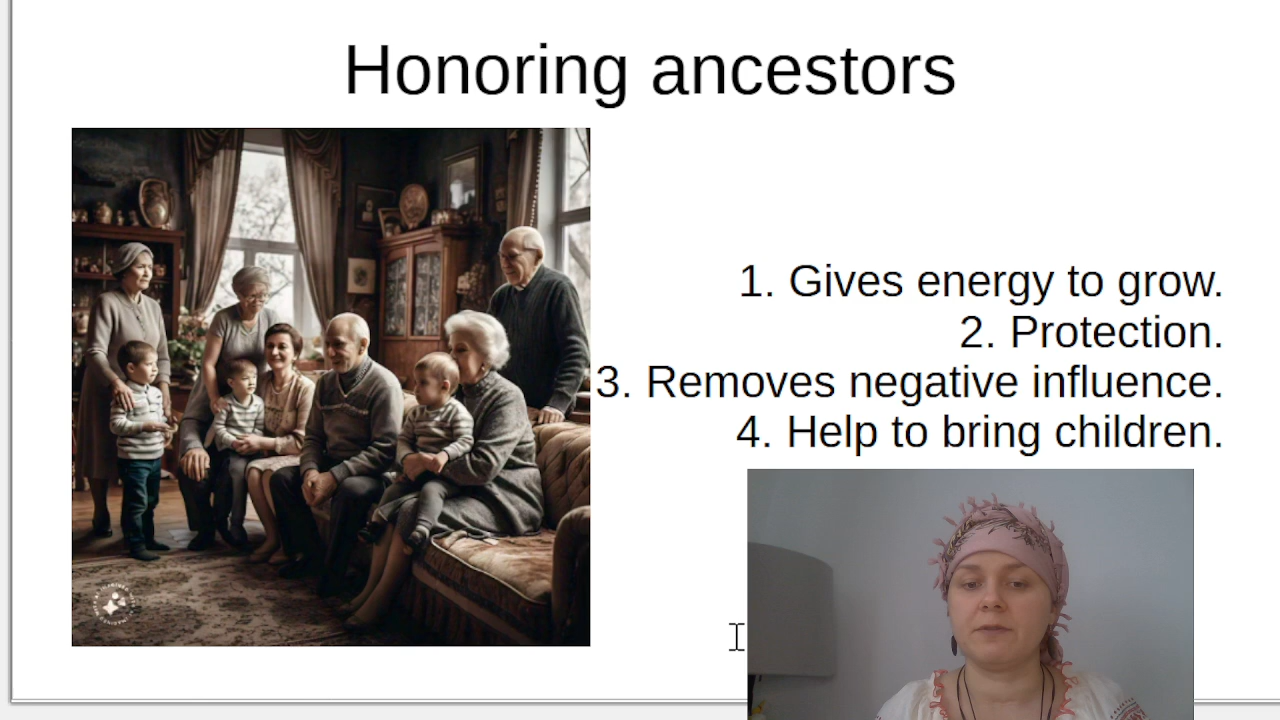 Honoring ancestors
1. Gives energy to grow.
2. Protection.
3. Removes negative influence.
4. Help to bring children.